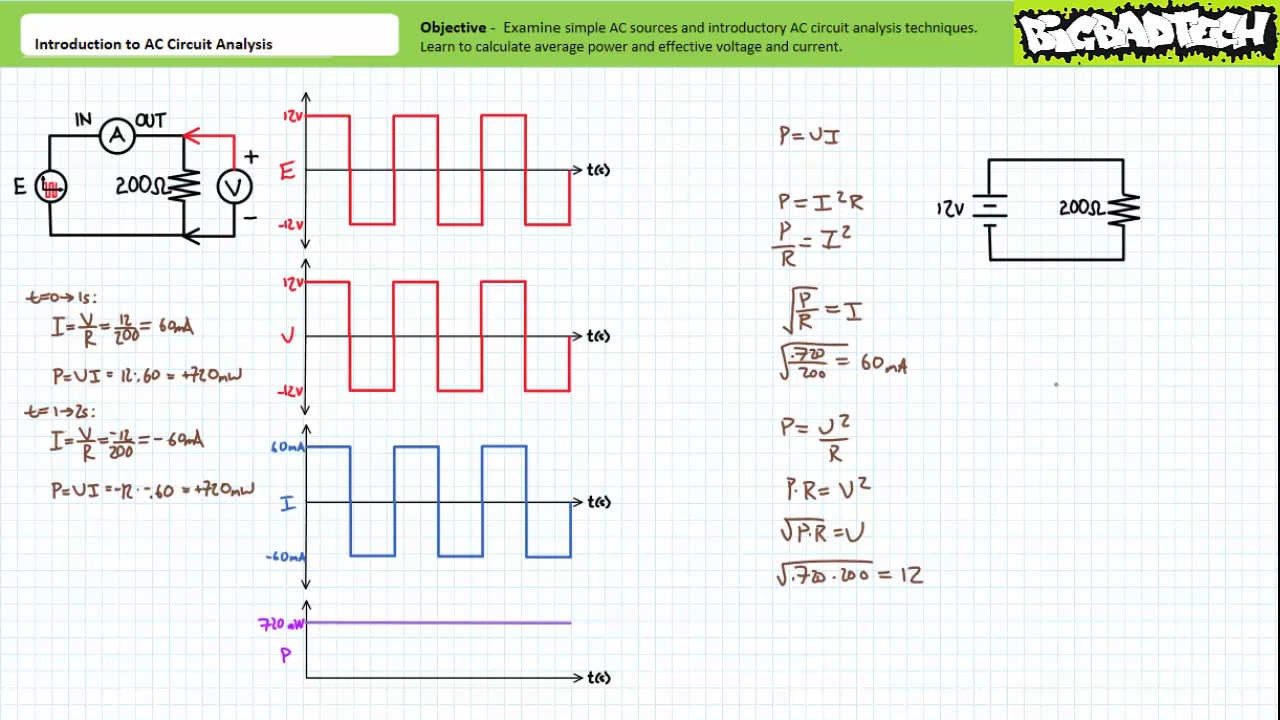 Introduction to AC Circuit Analysis
Objective - Examine simple AC sources and introductory AC circuit analysis techniques.
Learn to calculate average power and effective voltage and current.
BIGBADTECH
IN A OUT
E 200Ω V
+
-
t=0→1s:
I=V/R=12/200=60mA
P=VI=12·.60=+720mW
t=1→2s:
I=V/R=-12/200=-60mA
P=VI=-12·-.60=+720mW
12V
E t(s)
-12V
12V
V t(s)
-12V
60mA
I t(s)
-60mA
720mW
P
t(s)
P=VI
P=I²R
P/R=I²
√P/R=I
√.720/200=60mA
P=V²/R
P·R=V²
√P·R=V
√.720·200=12
12V 200Ω